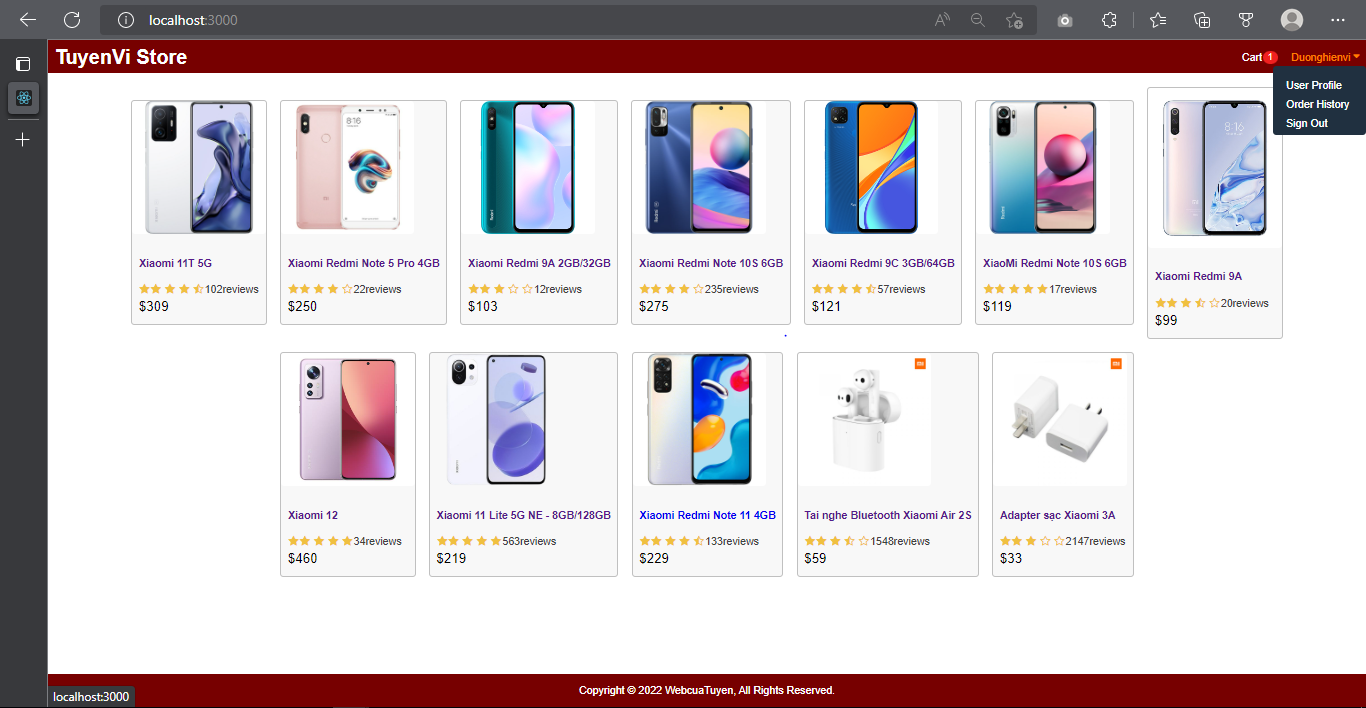 localhost:3000
TuyenVi Store
Cart 1 Duonghienvi
User Profile
Order History
Sign Out
8:16
8 16
Xiaomi 11T 5G
Xiaomi Redmi Note 5 Pro 4GB
Xiaomi Redmi 9A 2GB/32GB
Xiaomi Redmi Note 10S 6GB
Xiaomi Redmi 9C 3GB/64GB
XiaoMi Redmi Note 10S 6GB
Xiaomi Redmi 9A
102reviews
22reviews
12reviews
235reviews
57reviews
17reviews
20reviews
$309
$250
$103
$275
$121
$119
$99
Xiaomi 12
Xiaomi 11 Lite 5G NE - 8GB/128GB
Xiaomi Redmi Note 11 4GB
Tai nghe Bluetooth Xiaomi Air 2S
Adapter sạc Xiaomi 3A
34reviews
563reviews
133reviews
1548reviews
2147reviews
$460
$219
$229
$59
$33
Copyright © 2022 WebcuaTuyen, All Rights Reserved.
localhost:3000